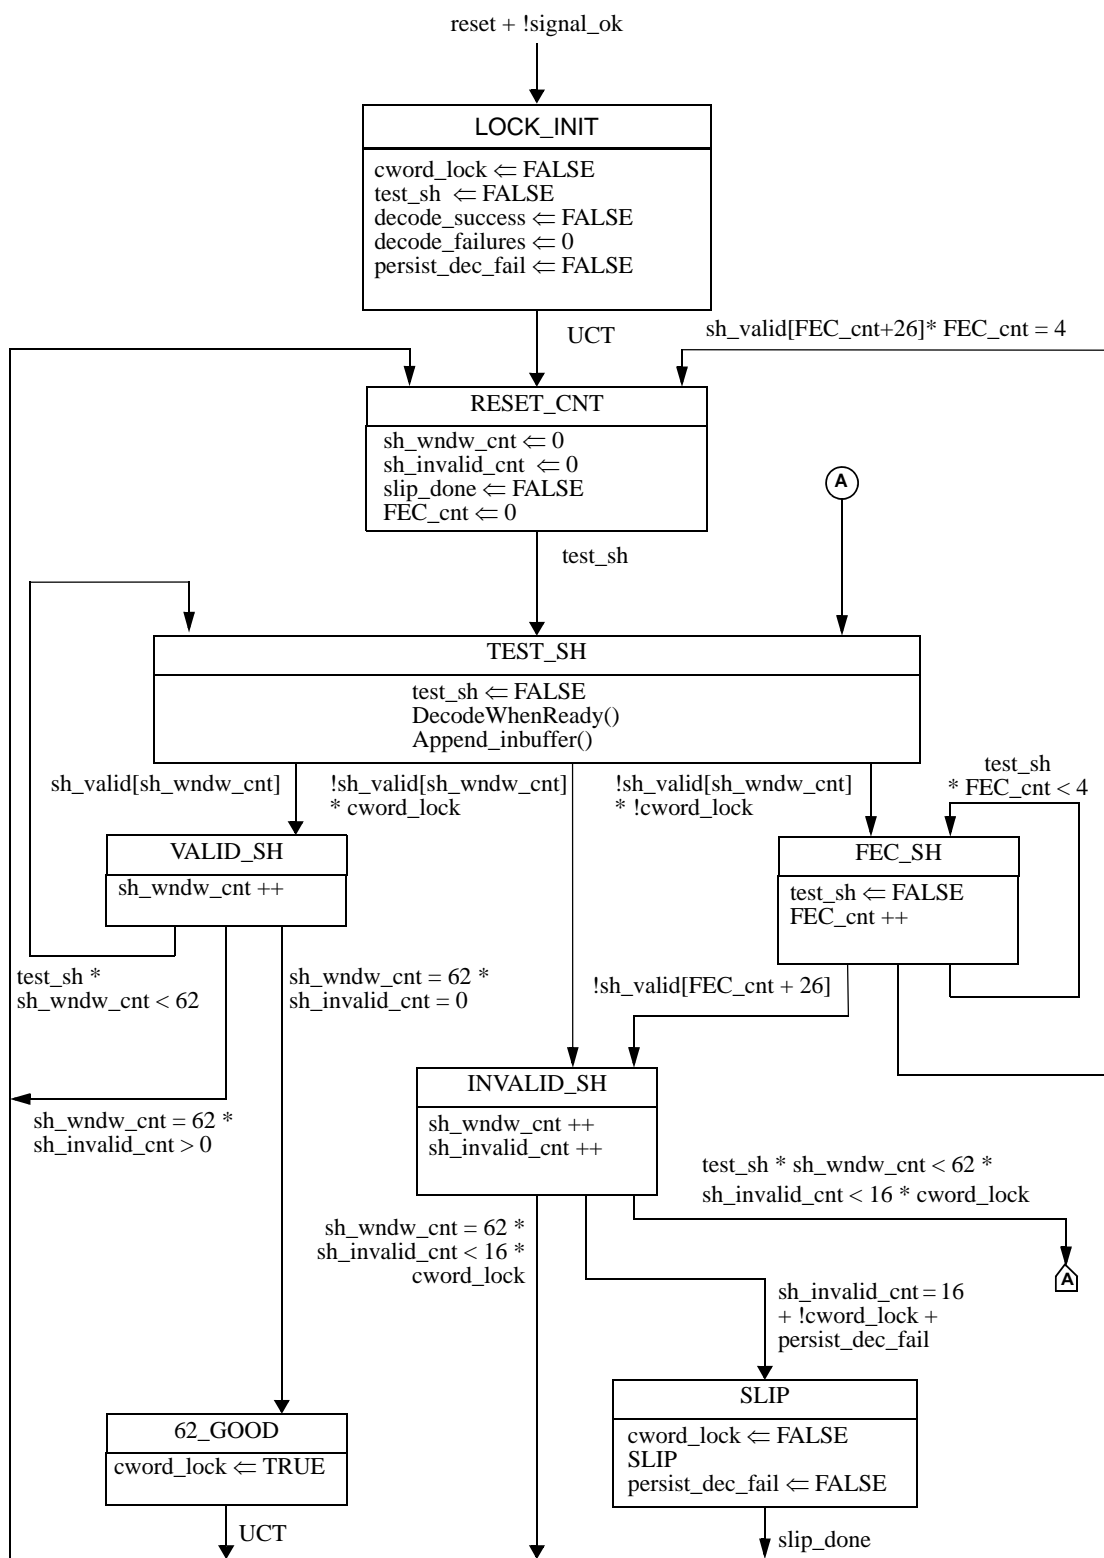 reset + !signal_ok
LOCK_INIT
cword_lock ⇐ FALSE
test_sh ⇐ FALSE
decode_success ⇐ FALSE
decode_failures ⇐ 0
persist_dec_fail ⇐ FALSE
UCT
sh_valid[FEC_cnt+26]* FEC_cnt = 4
RESET_CNT
sh_wndw_cnt ⇐ 0
sh_invalid_cnt ⇐ 0
slip_done ⇐ FALSE
FEC_cnt ⇐ 0
A
test_sh
TEST_SH
test_sh ⇐ FALSE
DecodeWhenReady()
Append_inbuffer()
sh_valid[sh_wndw_cnt]
!sh_valid[sh_wndw_cnt]
* cword_lock
!sh_valid[sh_wndw_cnt]
* !cword_lock
test_sh
* FEC_cnt < 4
VALID_SH
sh_wndw_cnt ++
FEC_SH
test_sh ⇐ FALSE
FEC_cnt ++
test_sh *
sh_wndw_cnt < 62
sh_wndw_cnt = 62 *
sh_invalid_cnt = 0
!sh_valid[FEC_cnt + 26]
INVALID_SH
sh_wndw_cnt ++
sh_invalid_cnt ++
sh_wndw_cnt = 62 *
sh_invalid_cnt > 0
test_sh * sh_wndw_cnt < 62 *
sh_invalid_cnt < 16 * cword_lock
sh_wndw_cnt = 62 *
sh_invalid_cnt < 16 *
cword_lock
A
sh_invalid_cnt = 16
+ !cword_lock +
persist_dec_fail
62_GOOD
cword_lock ⇐ TRUE
SLIP
cword_lock ⇐ FALSE
SLIP
persist_dec_fail ⇐ FALSE
UCT
slip_done